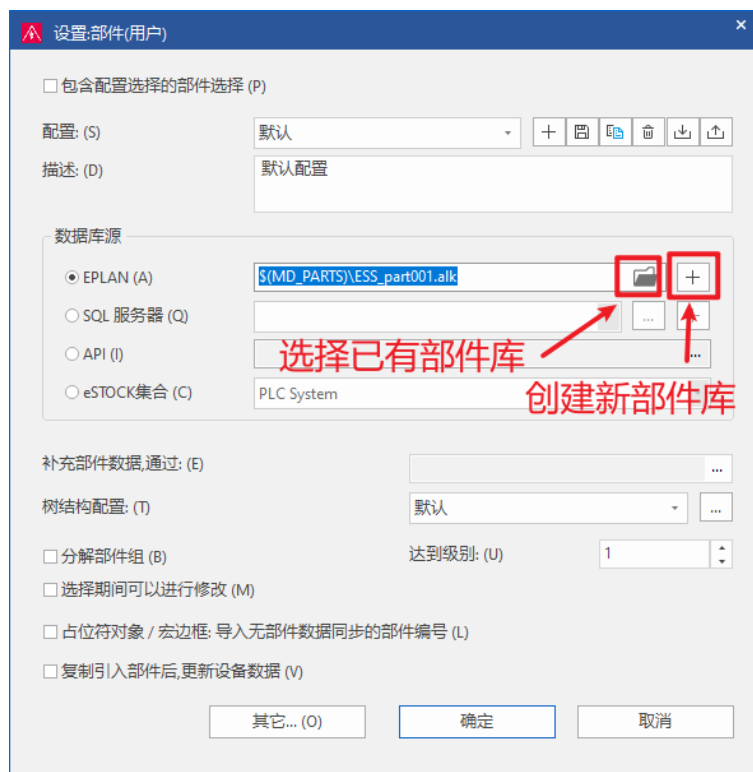 设置:部件(用户)
包含配置选择的部件选择 (P)
配置: (S)
默认
描述: (D)
默认配置
数据库源
EPLAN (A)
$(MD_PARTS)\ESS_part001.alk
SQL 服务器 (Q)
...
API (I)
...
选择已有部件库
eSTOCK集合 (C)
PLC System
创建新部件库
补充部件数据,通过: (E)
...
树结构配置: (T)
默认
...
分解部件组 (B)
达到级别: (U)
1
选择期间可以进行修改 (M)
占位符对象 / 宏边框: 导入无部件数据同步的部件编号 (L)
复制引入部件后,更新设备数据 (V)
其它... (O)
确定
取消